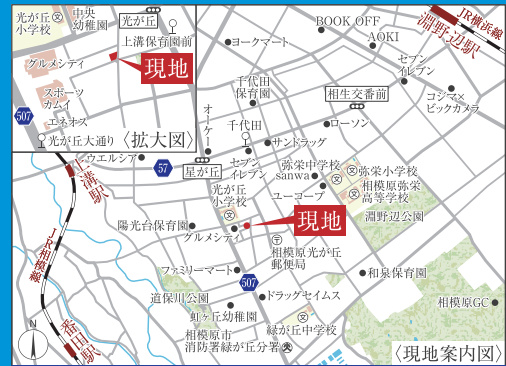 光が丘
小学校
中央
幼稚園
光が丘
上溝保育園前
グルメシティ
現地
スポーツ
カムイ
エネオス
507
光が丘大通り
〈拡大図〉
BOOK OFF
JR横浜線
淵野辺駅
AOKI
ヨークマート
セブン
イレブン
コジマ×
ビックカメラ
千代田
保育園
相生交番前
オーケー
千代田
ローソン
サンドラッグ
ウエルシア
57
星が丘
セブン
イレブン
弥栄中学校
sanwa
弥栄小学校
相模原弥栄
高等学校
上溝駅
光が丘
小学校
ユーコープ
淵野辺公園
陽光台保育園
グルメシティ
現地
相模原光が丘
郵便局
JR相模線
ファミリーマート
507
和泉保育園
道保川公園
ドラッグセイムス
相模原GC
虹ヶ丘幼稚園
緑が丘中学校
相模原市
消防署緑が丘分署
番田駅
N
〈現地案内図〉